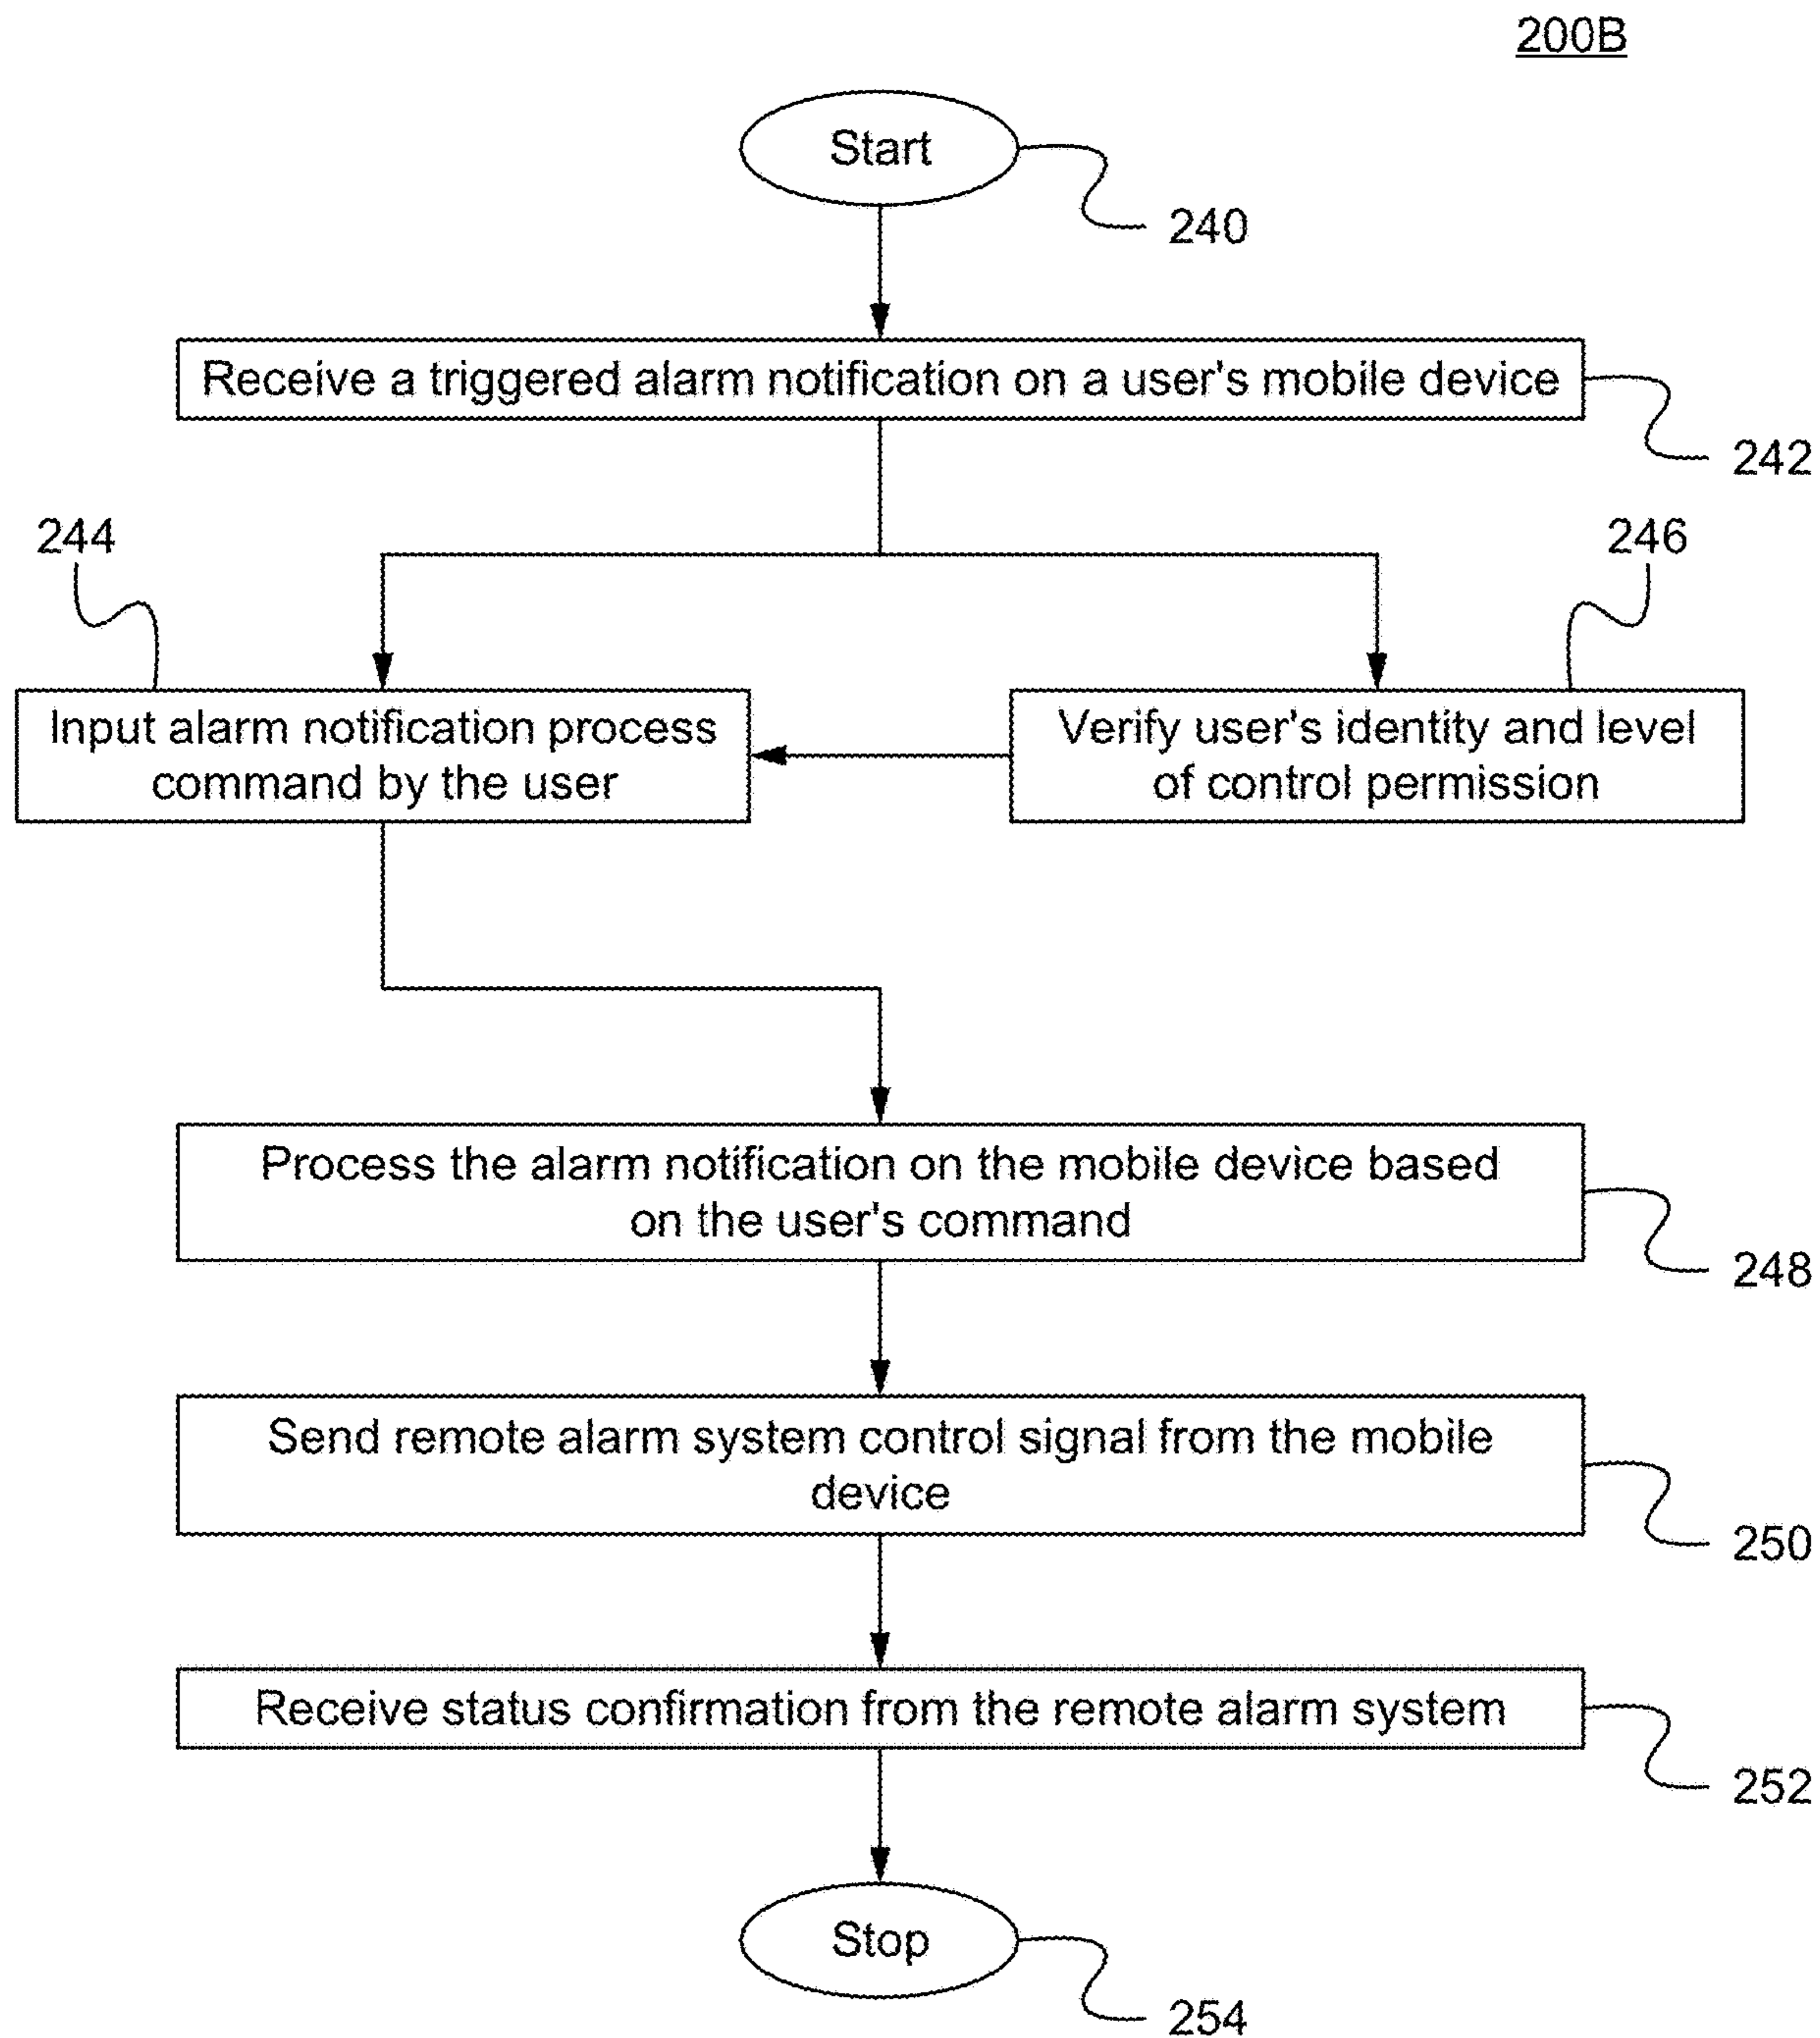 200B
Start
240
Receive a triggered alarm notification on a user's mobile device
242
244
246
Input alarm notification process
command by the user
Verify user's identity and level
of control permission
Process the alarm notification on the mobile device based
on the user's command
248
Send remote alarm system control signal from the mobile
device
250
Receive status confirmation from the remote alarm system
252
Stop
254